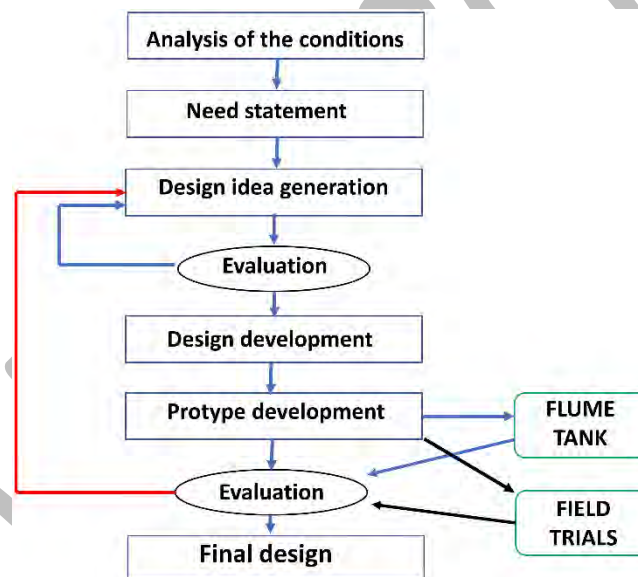 Analysis of the conditions
Need statement
Design idea generation
Evaluation
Design development
Protype development
FLUME
TANK
Evaluation
FIELD
TRIALS
Final design